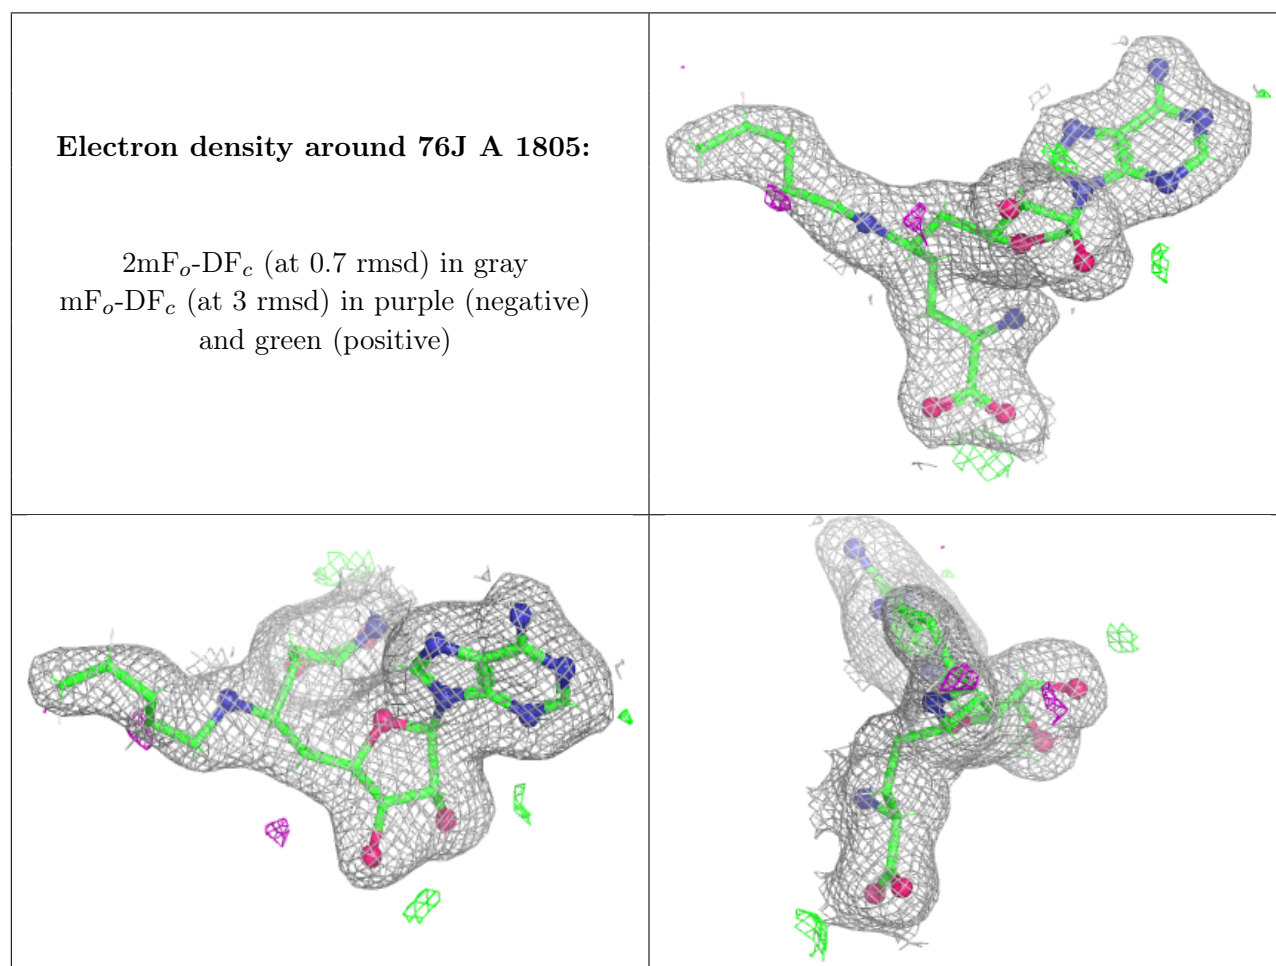 Electron density around 76J A 1805:
2mFo-DFc (at 0.7 rmsd) in gray
mFo-DFc (at 3 rmsd) in purple (negative)
and green (positive)